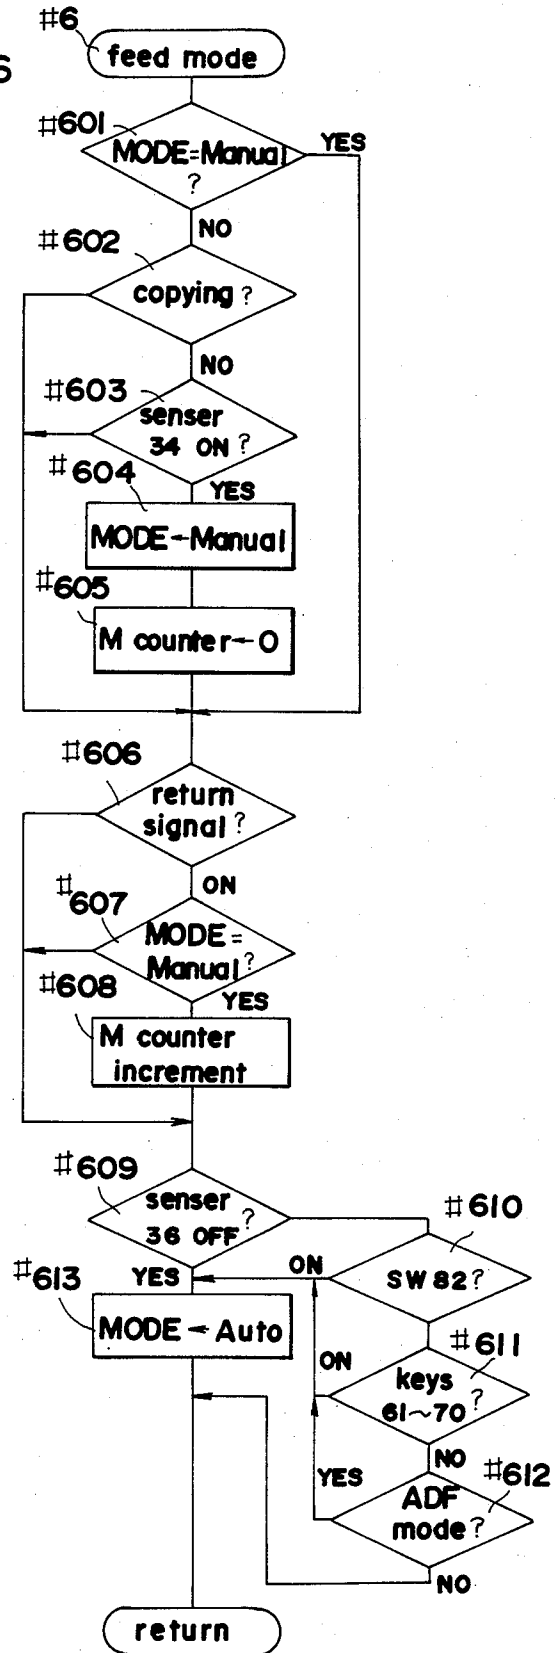 #6
feed mode
6
#601
MODE=Manual
?
YES
NO
#602
copying?
NO
#603
senser
34 ON?
#604
YES
MODE←Manual
#605
M counter←0
#606
return
signal?
ON
#607
MODE=
Manual?
#608
YES
M counter
increment
#609
senser
36 OFF?
#610
ON
SW82?
#613
YES
MODE←Auto
#611
ON
keys
61~70?
NO
#612
YES
ADF
mode?
NO
return